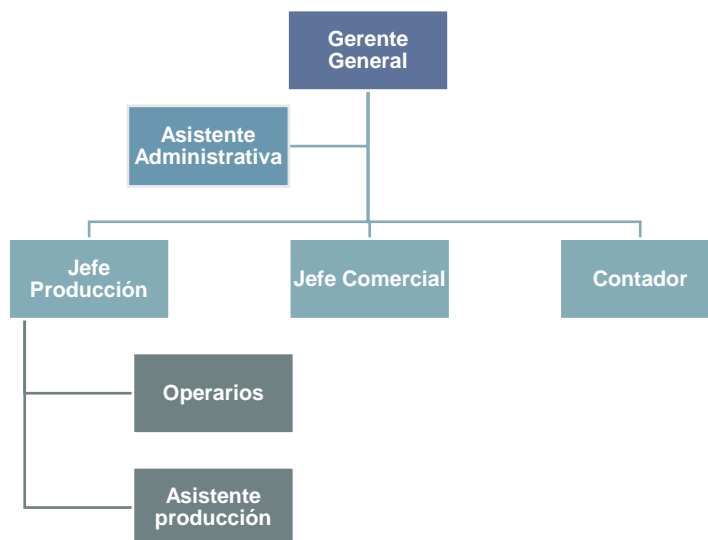 Gerente
General
Asistente
Administrativa
Jefe
Producción
Jefe Comercial
Contador
Operarios
Asistente
producción